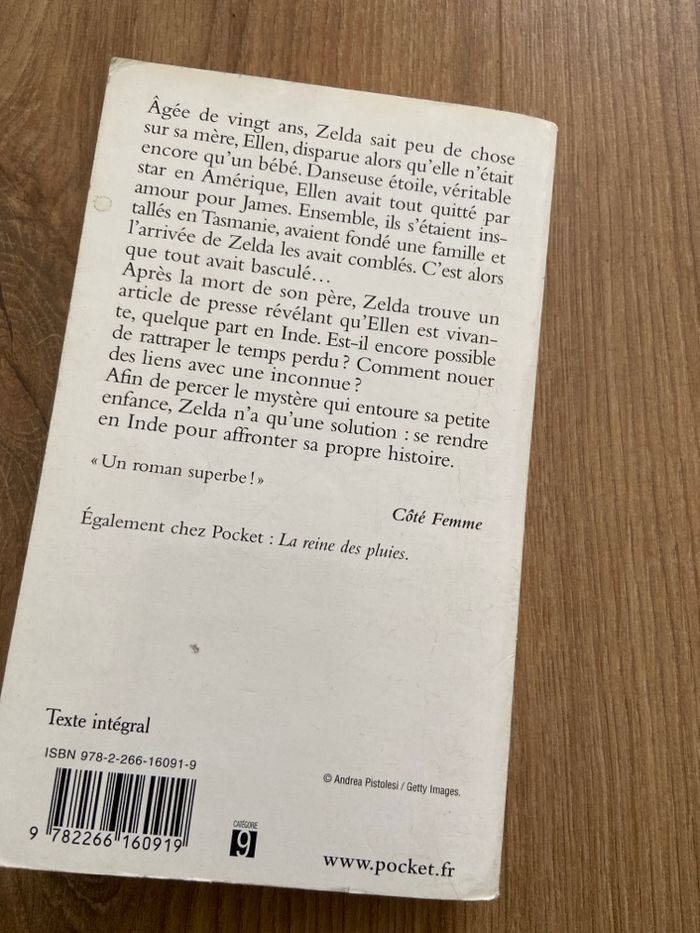 Âgée de vingt ans, Zelda sait peu de chose
sur sa mère, Ellen, disparue alors qu'elle n'était
encore qu'un bébé. Danseuse étoile, véritable
star en Amérique, Ellen avait tout quitté par
amour pour James. Ensemble, ils s'étaient ins-
tallés en Tasmanie, avaient fondé une famille et
l'arrivée de Zelda les avait comblés. C'est alors
que tout avait basculé…
Après la mort de son père, Zelda trouve un
article de presse révélant qu'Ellen est vivan-
te, quelque part en Inde. Est-il encore possible
de rattraper le temps perdu ? Comment nouer
des liens avec une inconnue ?
Afin de percer le mystère qui entoure sa petite
enfance, Zelda n'a qu'une solution : se rendre
en Inde pour affronter sa propre histoire.
« Un roman superbe ! »
Côté Femme
Également chez Pocket : La reine des pluies.
Texte intégral
ISBN 978-2-266-16091-9
© Andrea Pistolesi / Getty Images.
9 782266 160919
CATÉGORIE
9
www.pocket.fr